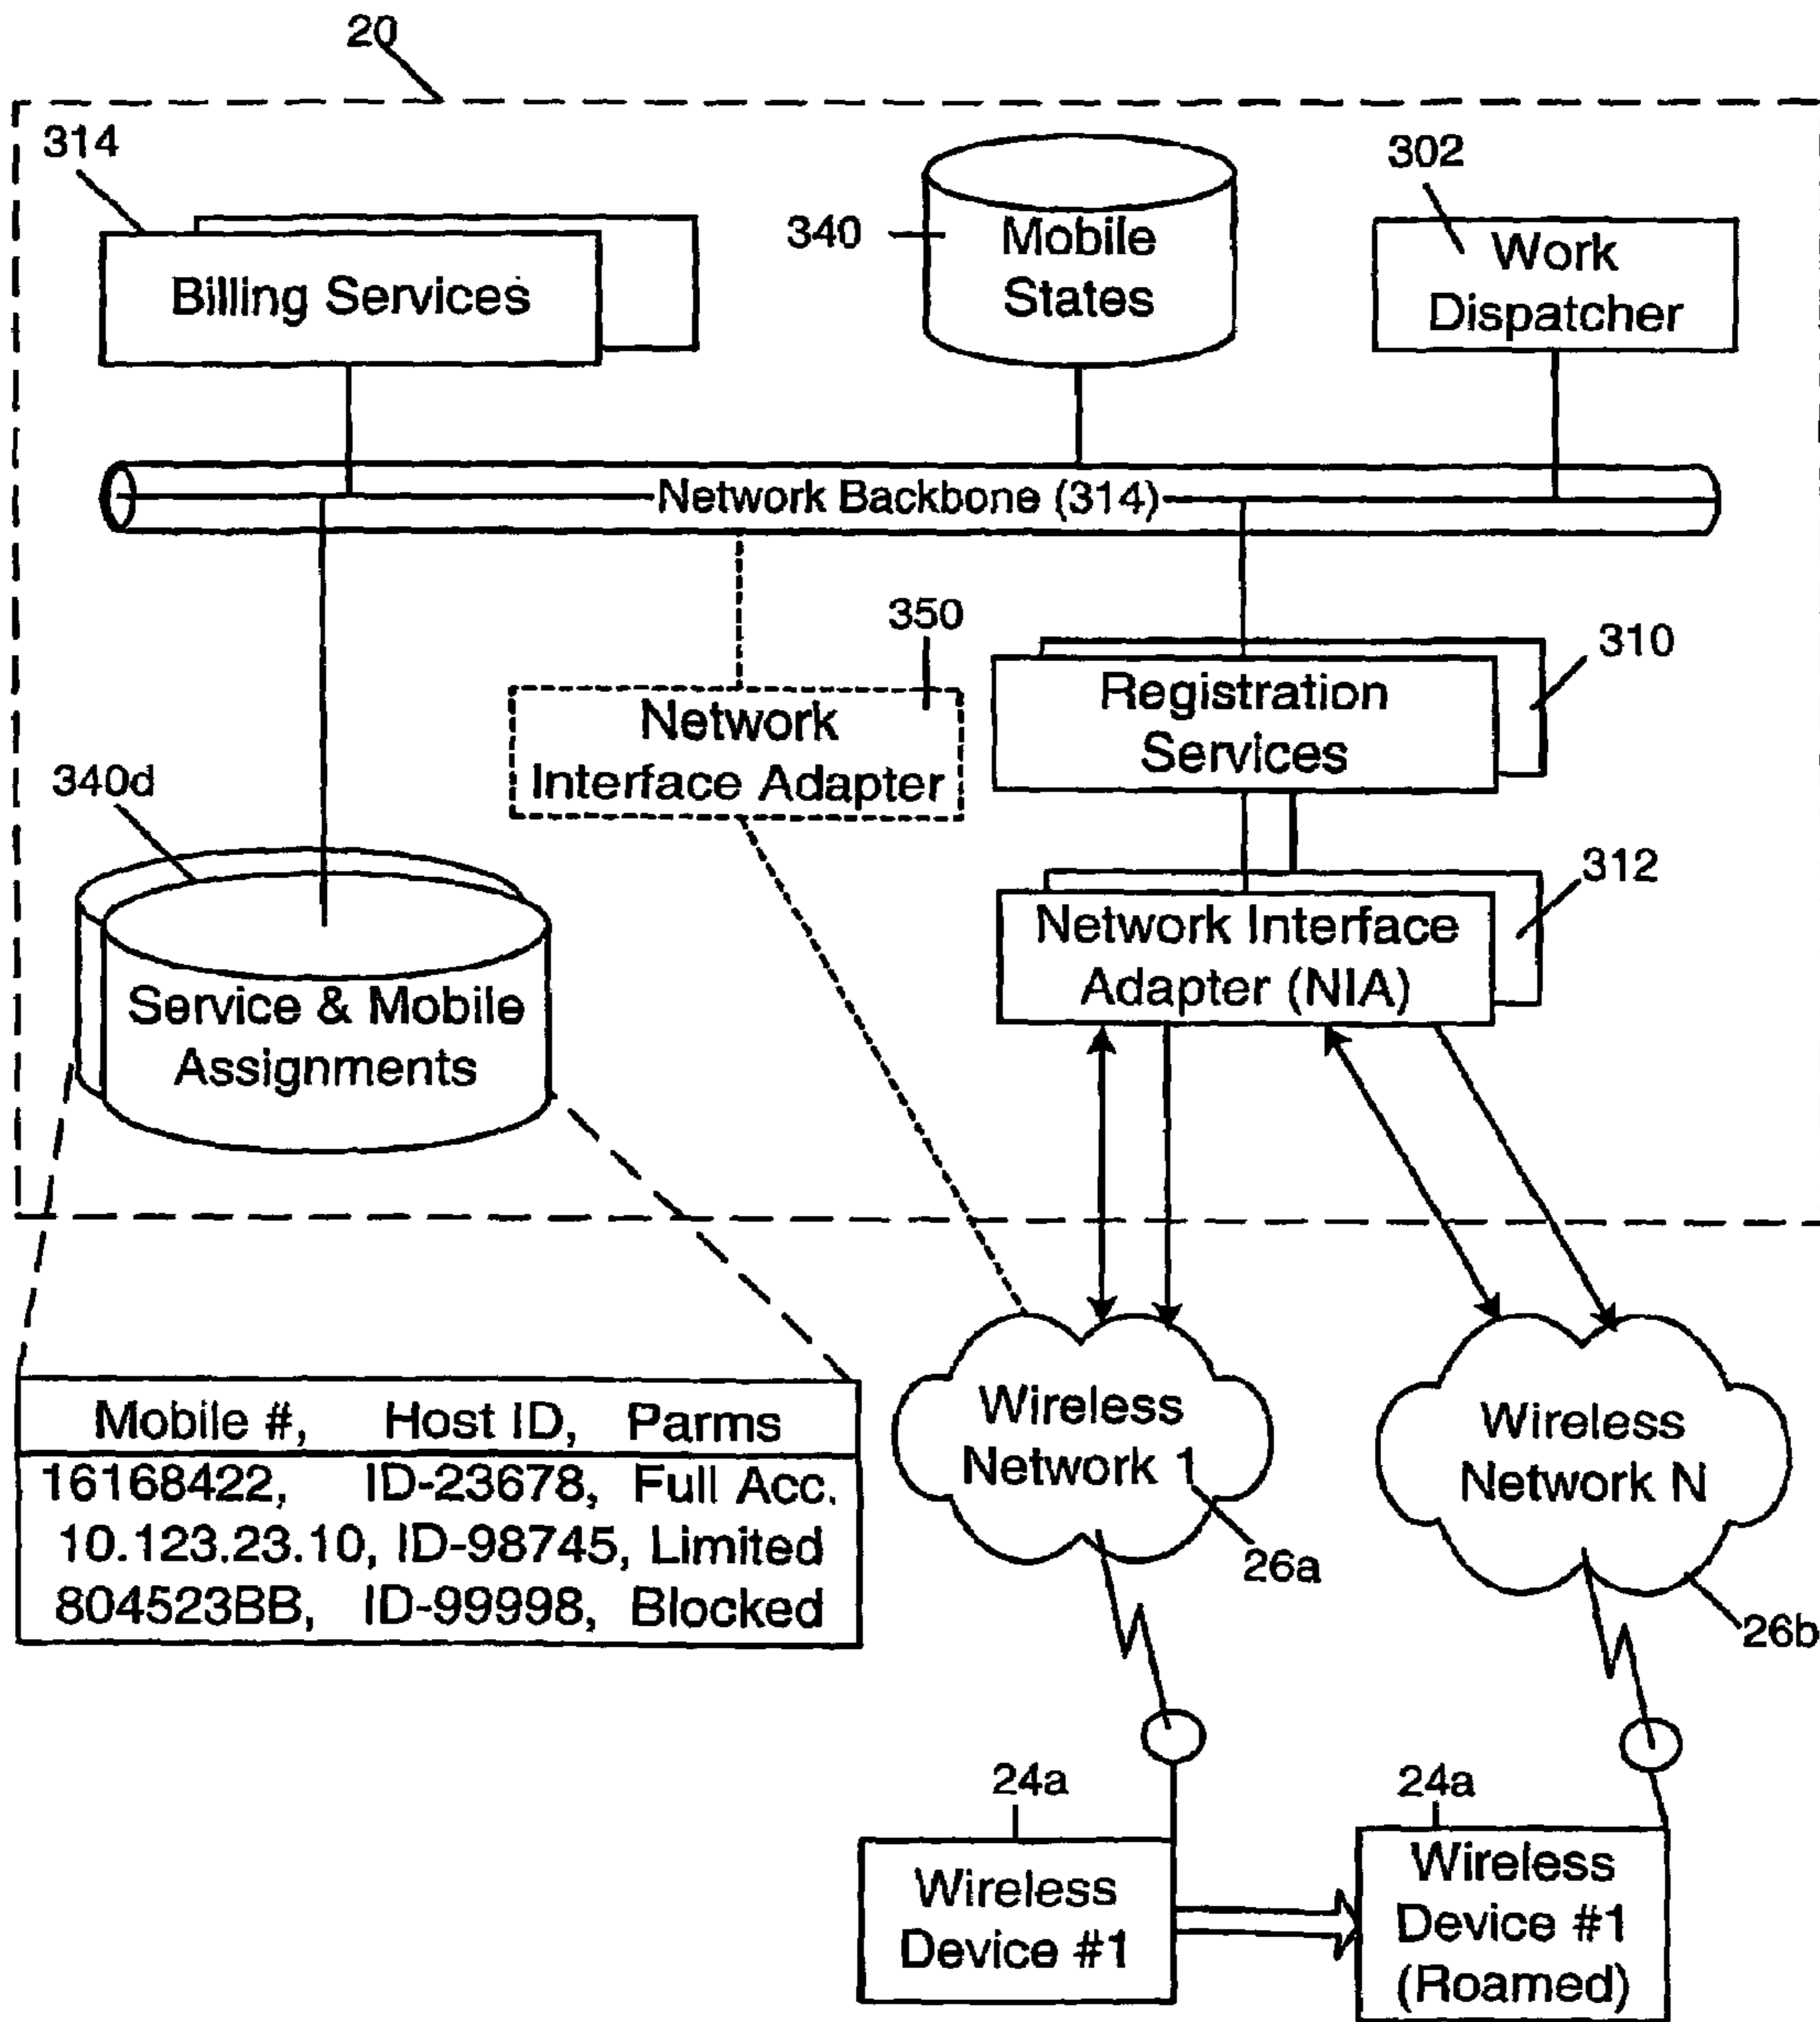 20
314
340
302
Billing Services
Mobile
States
Work
Dispatcher
Network Backbone (314)
350
310
Network
Interface Adapter
Registration
Services
340d
312
Network Interface
Adapter (NIA)
Service & Mobile
Assignments
Mobile #, Host ID, Parms
16168422, ID-23678, Full Acc.
10.123.23.10, ID-98745, Limited
804523BB, ID-99998, Blocked
Wireless
Network 1
26a
Wireless
Network N
26b
24a
Wireless
Device #1
24a
Wireless
Device #1
(Roamed)